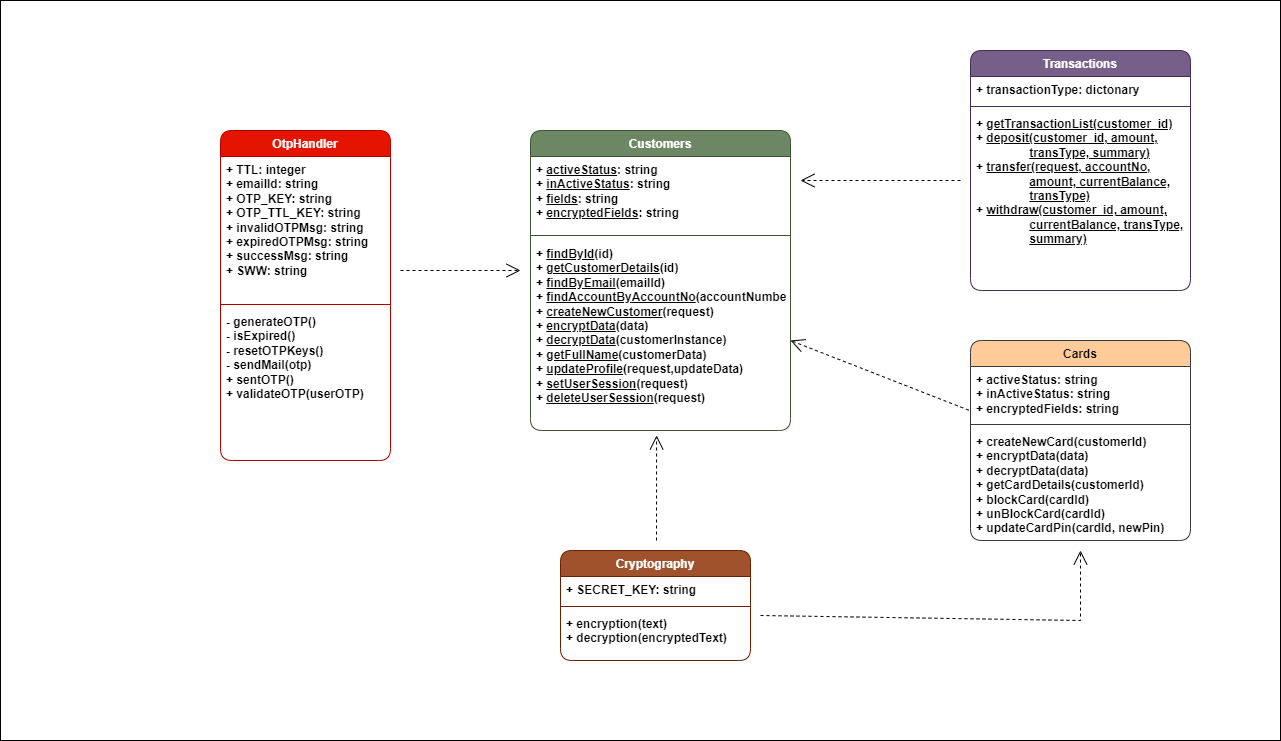 Transactions
+ transactionType: dictonary
+ getTransactionList(customer_id)
+ deposit(customer_id, amount,
transType, summary)
+ transfer(request, accountNo,
amount, currentBalance,
transType)
+ withdraw(customer_id, amount,
currentBalance, transType,
summary)
OtpHandler
+ TTL: integer
+ emailId: string
+ OTP_KEY: string
+ OTP_TTL_KEY: string
+ invalidOTPMsg: string
+ expiredOTPMsg: string
+ successMsg: string
+ SWW: string
- generateOTP()
- isExpired()
- resetOTPKeys()
- sendMail(otp)
+ sentOTP()
+ validateOTP(userOTP)
Customers
+ activeStatus: string
+ inActiveStatus: string
+ fields: string
+ encryptedFields: string
+ findById(id)
+ getCustomerDetails(id)
+ findByEmail(emailId)
+ findAccountByAccountNo(accountNumbe
+ createNewCustomer(request)
+ encryptData(data)
+ decryptData(customerInstance)
+ getFullName(customerData)
+ updateProfile(request,updateData)
+ setUserSession(request)
+ deleteUserSession(request)
Cards
+ activeStatus: string
+ inActiveStatus: string
+ encryptedFields: string
+ createNewCard(customerId)
+ encryptData(data)
+ decryptData(data)
+ getCardDetails(customerId)
+ blockCard(cardId)
+ unBlockCard(cardId)
+ updateCardPin(cardId, newPin)
Cryptography
+ SECRET_KEY: string
+ encryption(text)
+ decryption(encryptedText)